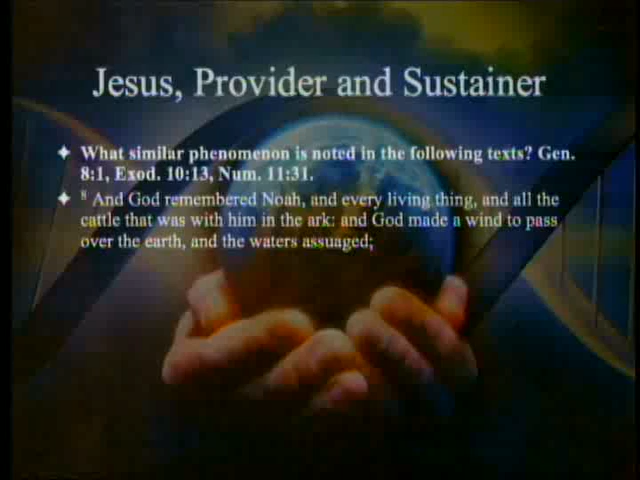 Jesus, Provider and Sustainer
✦ What similar phenomenon is noted in the following texts? Gen.
8:1, Exod. 10:13, Num. 11:31.
✦ ⁸ And God remembered Noah, and every living thing, and all the
cattle that was with him in the ark: and God made a wind to pass
over the earth, and the waters assuaged;